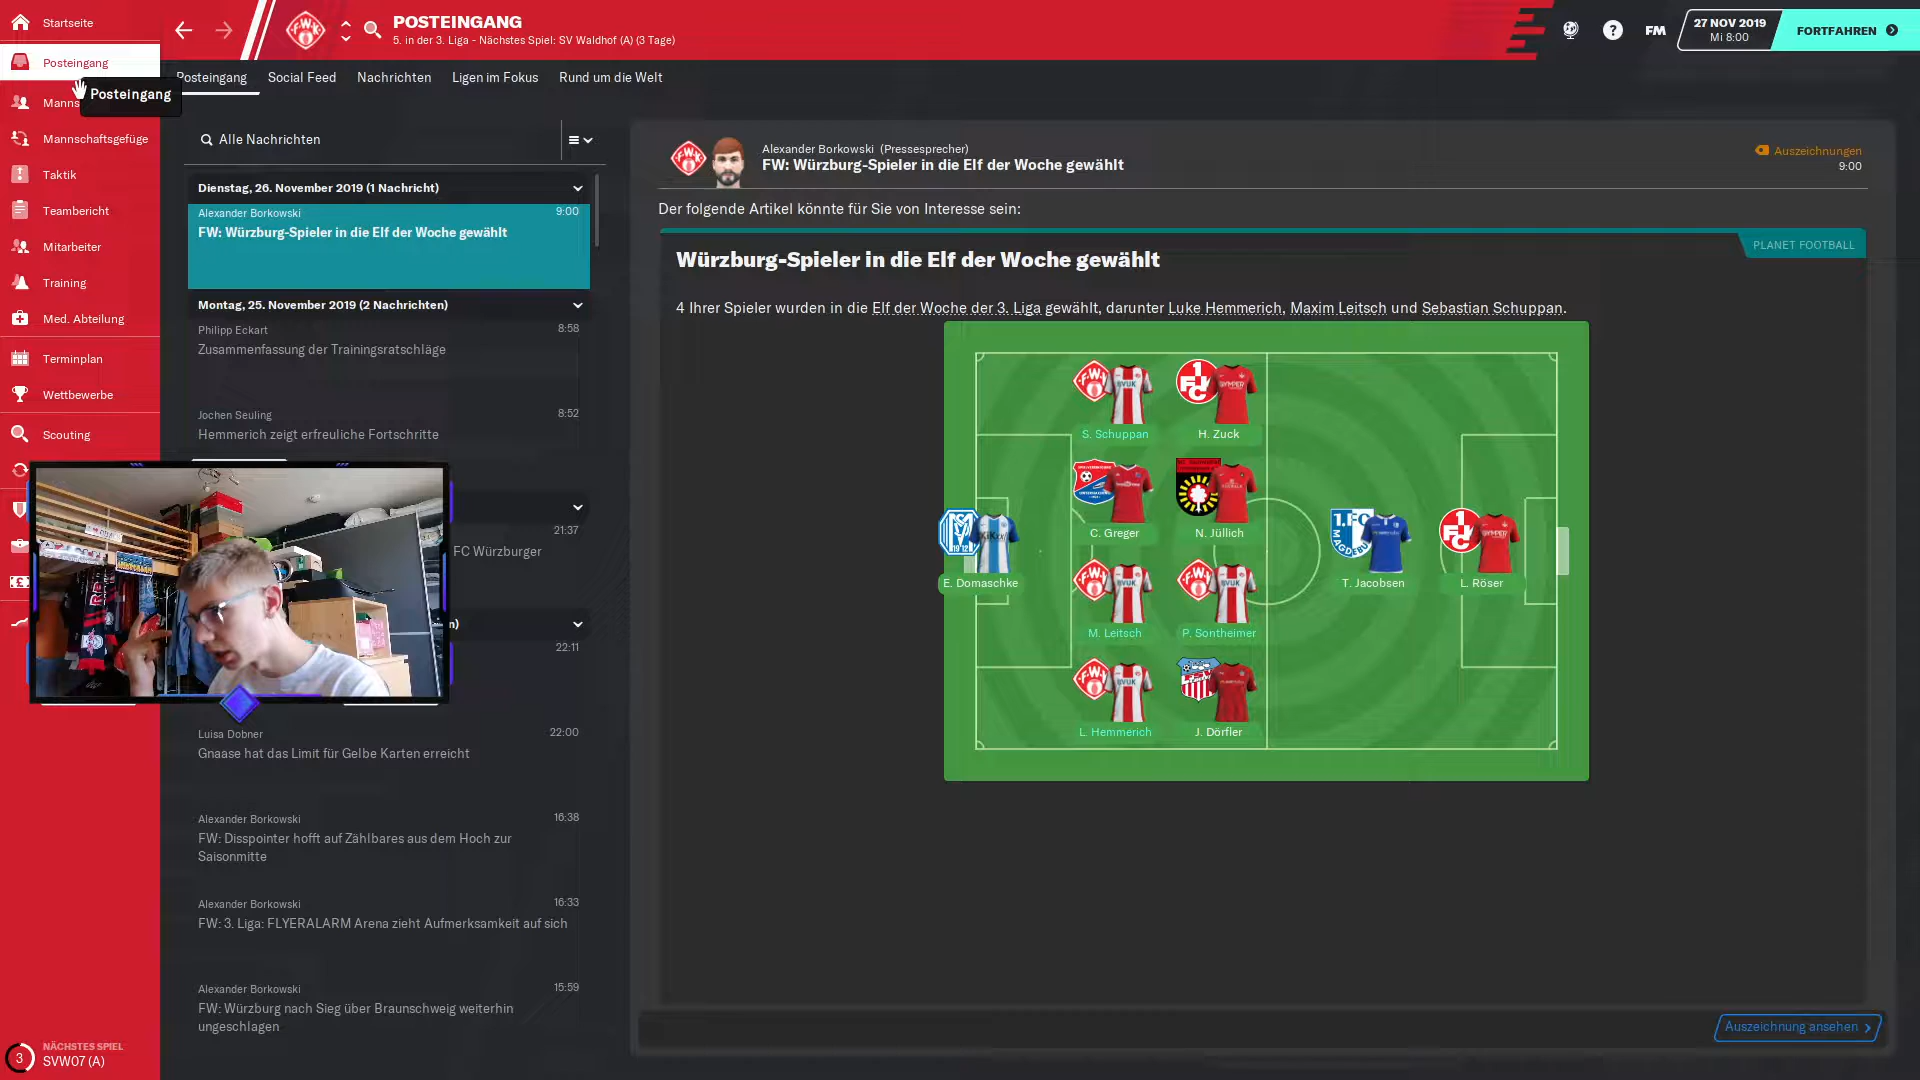 Startseite
Posteingang
Manns
Posteingang
Mannschaftsgefüge
Taktik
Teambericht
Mitarbeiter
Training
Med. Abteilung
Terminplan
Wettbewerbe
Scouting
NÄCHSTES SPIEL
3
SVW07 (A)
POSTEINGANG
5. in der 3. Liga - Nächstes Spiel: SV Waldhof (A) (3 Tage)
FM
27 NOV 2019
Mi 8:00
FORTFAHREN
Posteingang
Social Feed
Nachrichten
Ligen im Fokus
Rund um die Welt
Alle Nachrichten
Dienstag, 26. November 2019 (1 Nachricht)
Alexander Borkowski
9:00
FW: Würzburg-Spieler in die Elf der Woche gewählt
Montag, 25. November 2019 (2 Nachrichten)
Philipp Eckart
8:58
Zusammenfassung der Trainingsratschläge
Jochen Seuling
8:52
Hemmerich zeigt erfreuliche Fortschritte
21:37
FC Würzburger
n)
22:11
Luisa Dobner
22:00
Gnaase hat das Limit für Gelbe Karten erreicht
Alexander Borkowski
16:38
FW: Disspointer hofft auf Zählbares aus dem Hoch zur
Saisonmitte
Alexander Borkowski
16:33
FW: 3. Liga: FLYERALARM Arena zieht Aufmerksamkeit auf sich
Alexander Borkowski
15:59
FW: Würzburg nach Sieg über Braunschweig weiterhin
ungeschlagen
Alexander Borkowski (Pressesprecher)
FW: Würzburg-Spieler in die Elf der Woche gewählt
Auszeichnungen
9:00
Der folgende Artikel könnte für Sie von Interesse sein:
PLANET FOOTBALL
Würzburg-Spieler in die Elf der Woche gewählt
4 Ihrer Spieler wurden in die Elf der Woche der 3. Liga gewählt, darunter Luke Hemmerich, Maxim Leitsch und Sebastian Schuppan.
S. Schuppan
H. Zuck
C. Greger
N. Jüllich
E. Domaschke
T. Jacobsen
L. Röser
M. Leitsch
P. Sontheimer
L. Hemmerich
J. Dörfler
Auszeichnung ansehen